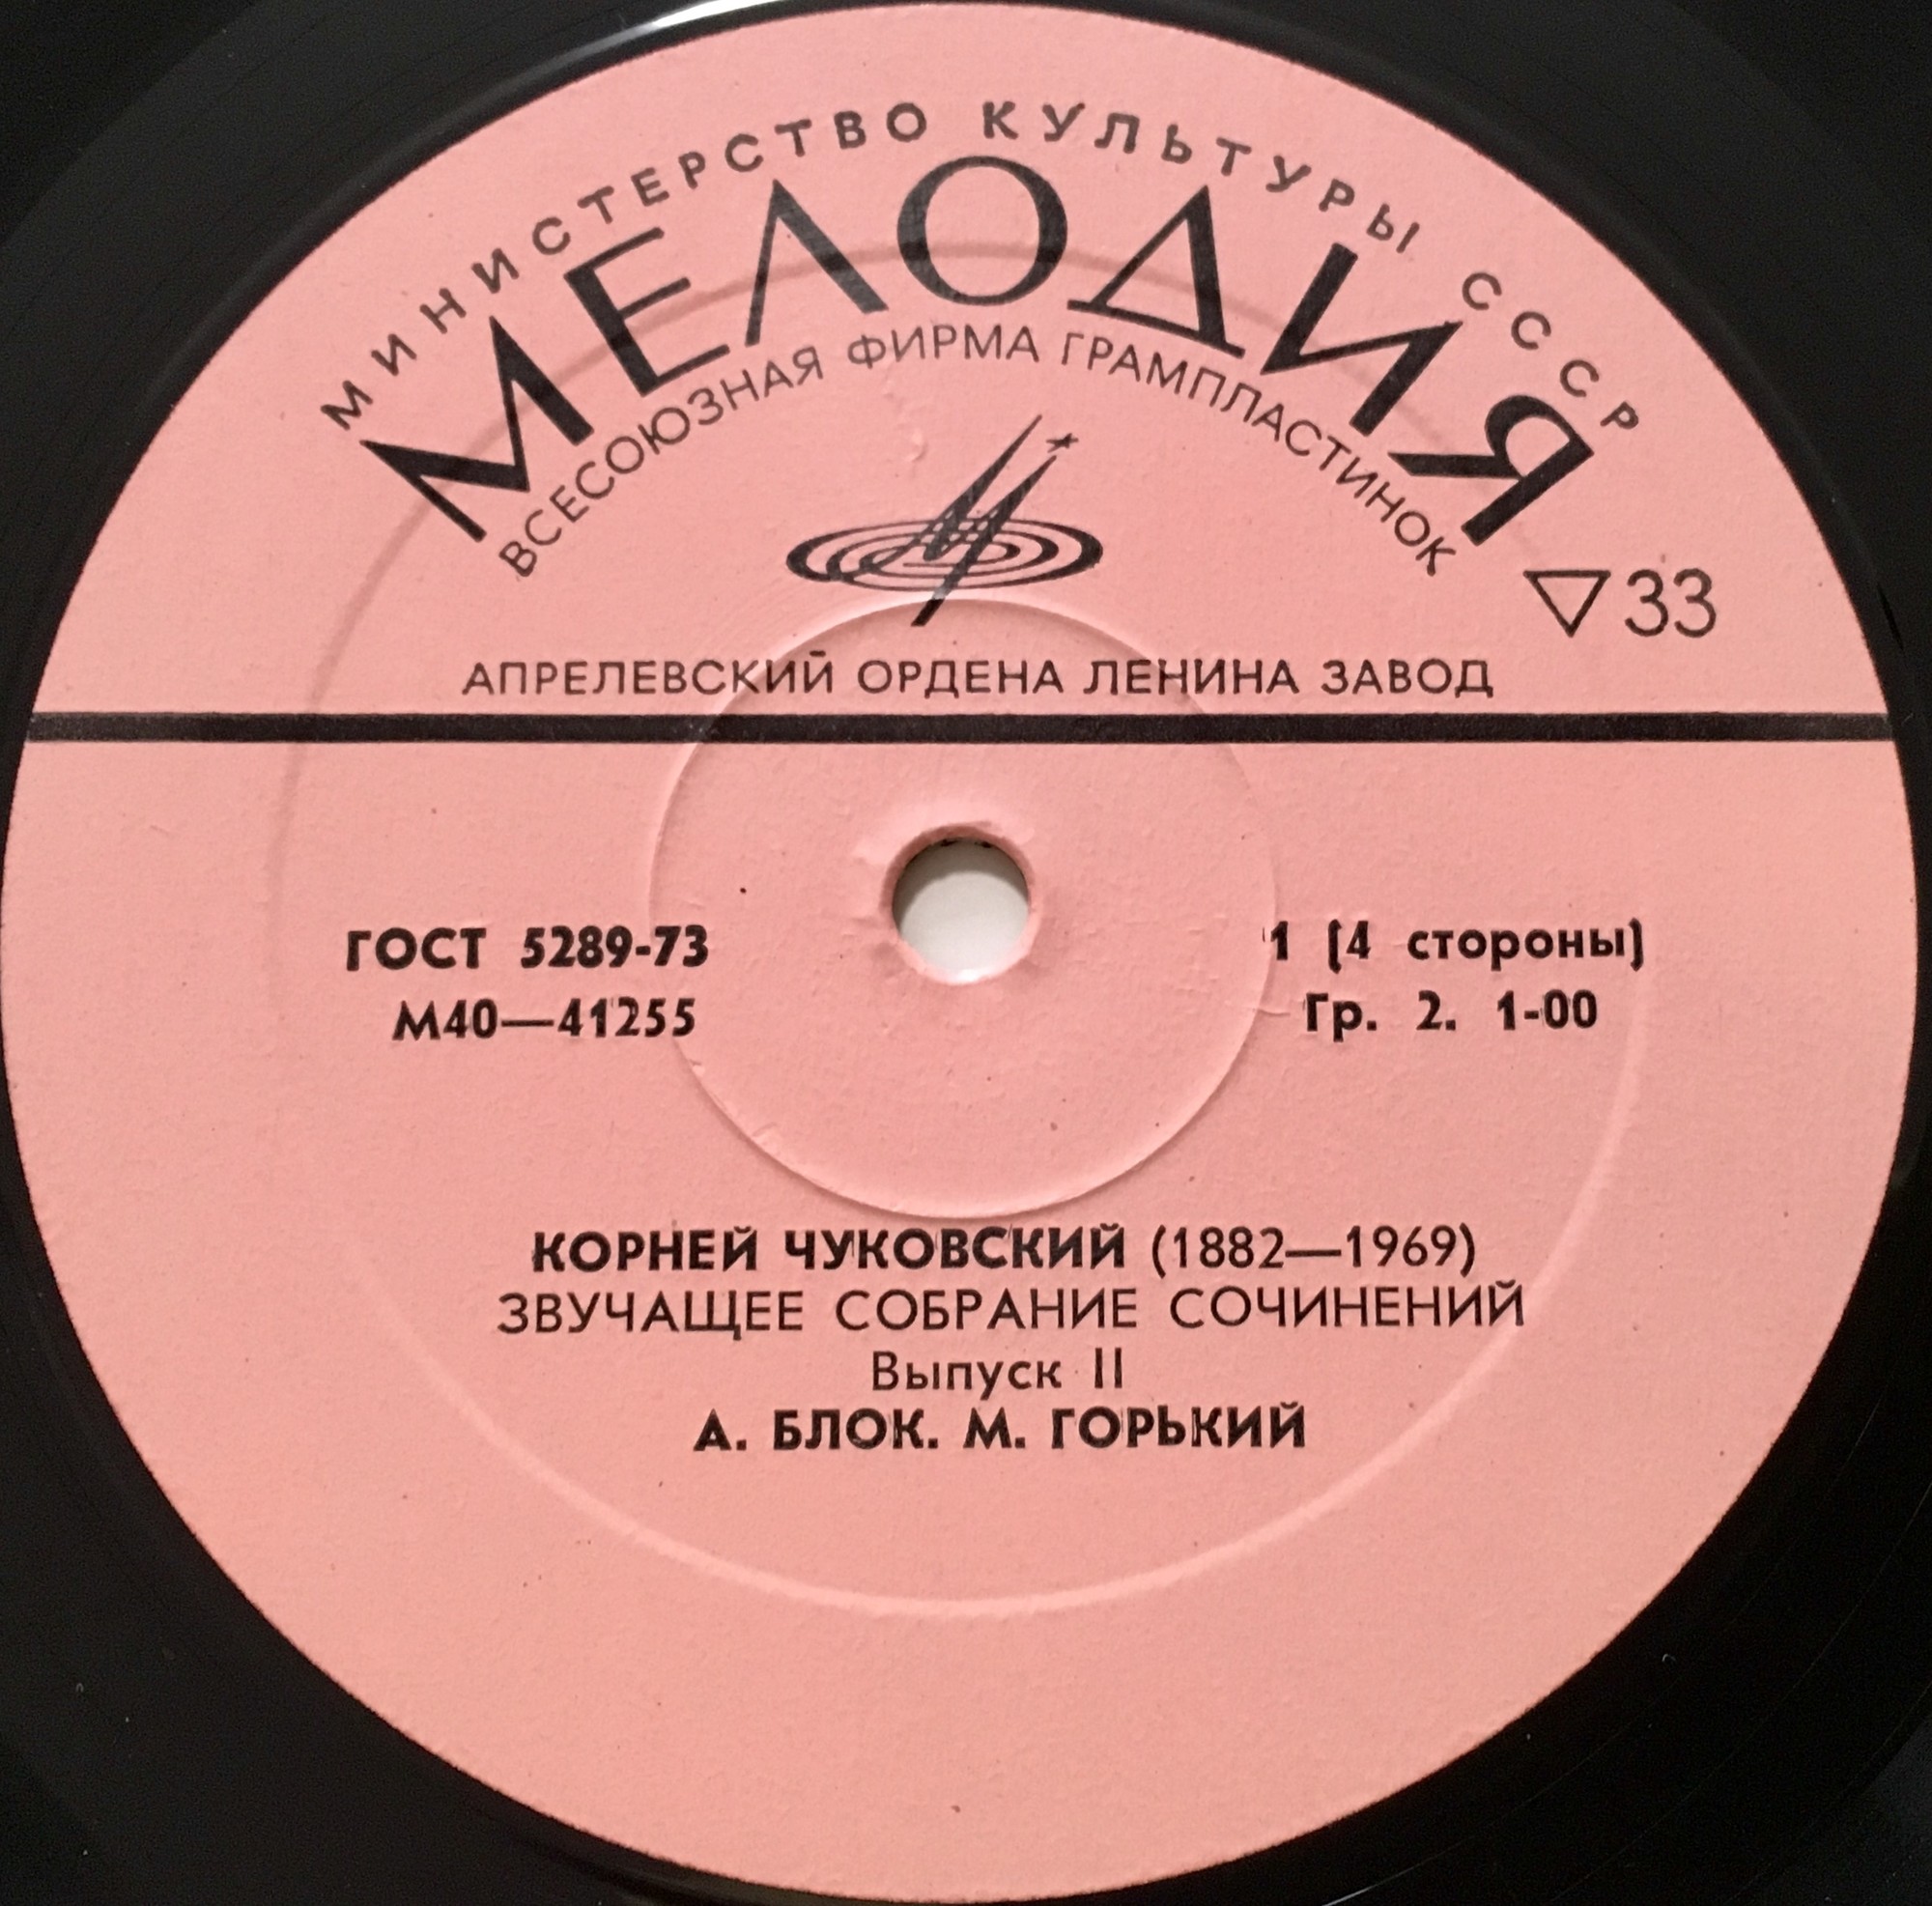 МИНИСТЕРСТВО КУЛЬТУРЫ СССР
МЕЛОДИЯ
ВСЕСОЮЗНАЯ ФИРМА ГРАМПЛАСТИНОК
▽33
АПРЕЛЕВСКИЙ ОРДЕНА ЛЕНИНА ЗАВОД
ГОСТ 5289-73
М40—41255
1 (4 стороны)
Гр. 2. 1-00
КОРНЕЙ ЧУКОВСКИЙ (1882—1969)
ЗВУЧАЩЕЕ СОБРАНИЕ СОЧИНЕНИЙ
Выпуск II
А. БЛОК. М. ГОРЬКИЙ